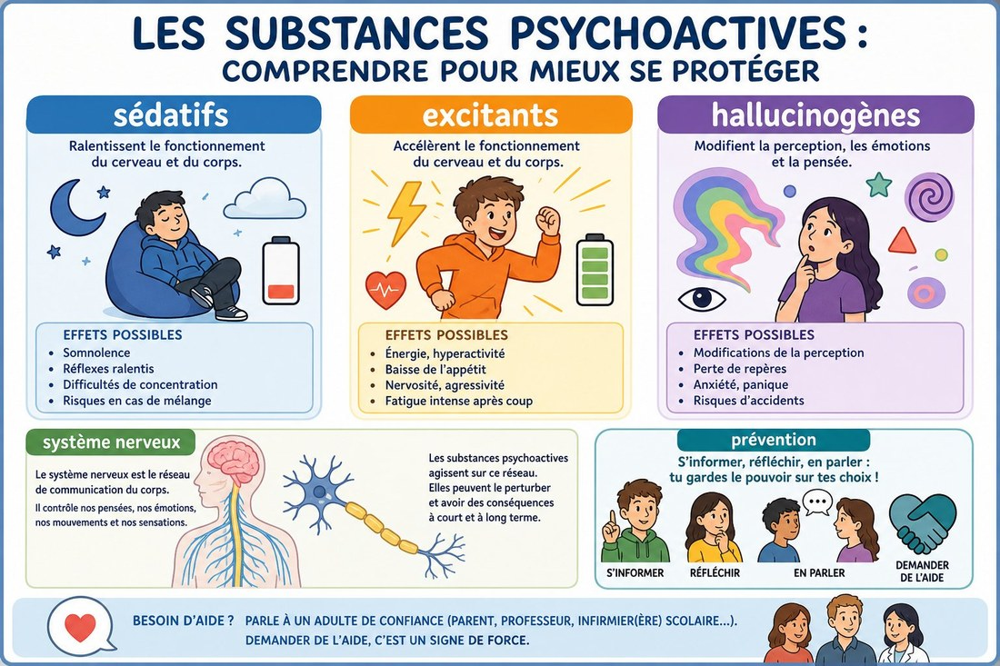 LES SUBSTANCES PSYCHOACTIVES :
COMPRENDRE POUR MIEUX SE PROTÉGER
sédatifs
Ralentissent le fonctionnement
du cerveau et du corps.
EFFETS POSSIBLES
• Somnolence
• Réflexes ralentis
• Difficultés de concentration
• Risques en cas de mélange
excitants
Accélèrent le fonctionnement
du cerveau et du corps.
EFFETS POSSIBLES
• Énergie, hyperactivité
• Baisse de l'appétit
• Nervosité, agressivité
• Fatigue intense après coup
hallucinogènes
Modifient la perception, les émotions
et la pensée.
EFFETS POSSIBLES
• Modifications de la perception
• Perte de repères
• Anxiété, panique
• Risques d'accidents
système nerveux
Le système nerveux est le réseau
de communication du corps.
Il contrôle nos pensées, nos émotions,
nos mouvements et nos sensations.
Les substances psychoactives
agissent sur ce réseau.
Elles peuvent le perturber
et avoir des conséquences
à court et à long terme.
prévention
S'informer, réfléchir, en parler :
tu gardes le pouvoir sur tes choix !
S'INFORMER
RÉFLÉCHIR
EN PARLER
DEMANDER
DE L'AIDE
BESOIN D'AIDE ? PARLE À UN ADULTE DE CONFIANCE (PARENT, PROFESSEUR, INFIRMIER(ÈRE) SCOLAIRE...).
DEMANDER DE L'AIDE, C'EST UN SIGNE DE FORCE.